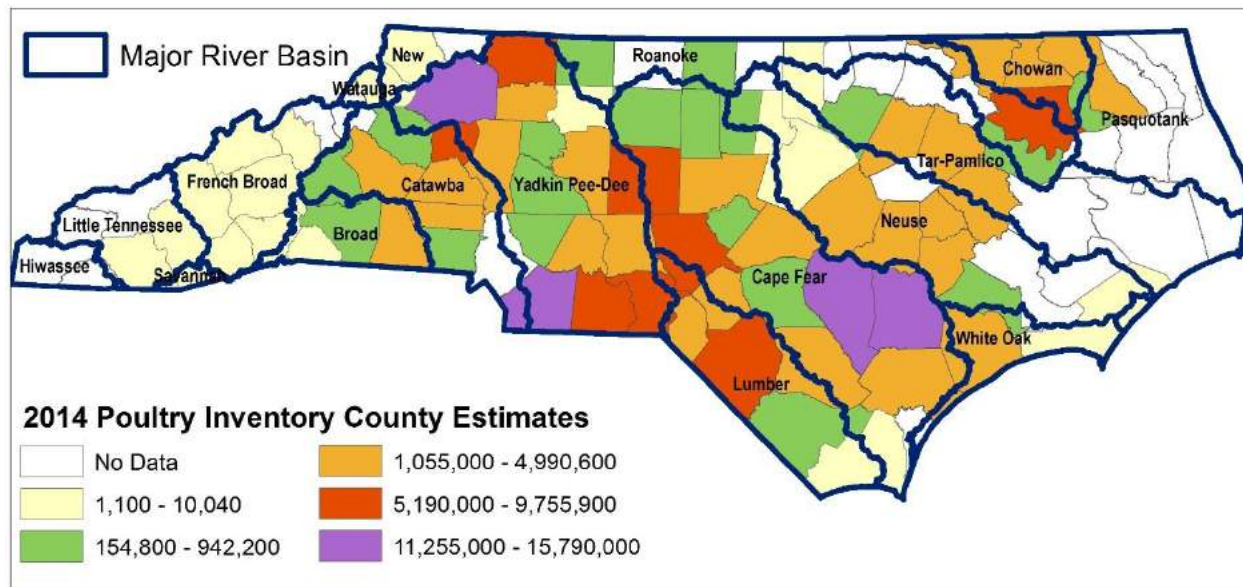 Major River Basin
New
Roanoke
Chowan
Watauga
Pasquotank
Tar-Pamlico
French Broad
Catawba
Yadkin Pee-Dee
Little Tennessee
Broad
Neuse
Hiwassee
Savannah
Cape Fear
White Oak
Lumber
2014 Poultry Inventory County Estimates
No Data
1,055,000 - 4,990,600
1,100 - 10,040
5,190,000 - 9,755,900
154,800 - 942,200
11,255,000 - 15,790,000